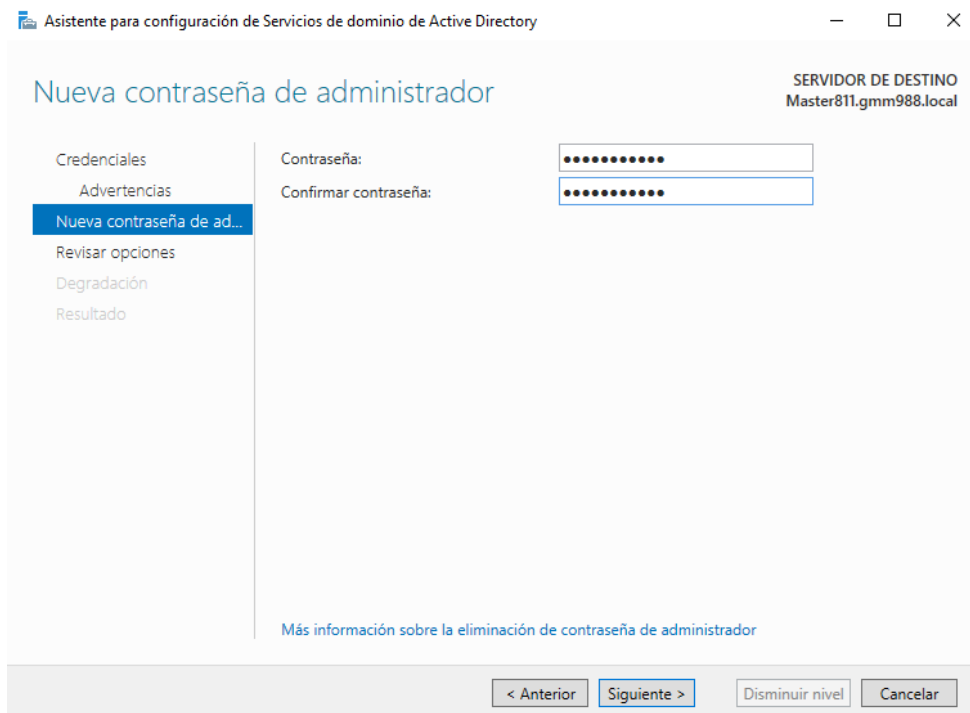 Asistente para configuración de Servicios de dominio de Active Directory
Nueva contraseña de administrador
SERVIDOR DE DESTINO
Master811.gmm988.local
Credenciales
Advertencias
Nueva contraseña de ad...
Revisar opciones
Degradación
Resultado
Contraseña: ●●●●●●●●●●●
Confirmar contraseña: ●●●●●●●●●●●
Más información sobre la eliminación de contraseña de administrador
< Anterior Siguiente > Disminuir nivel Cancelar